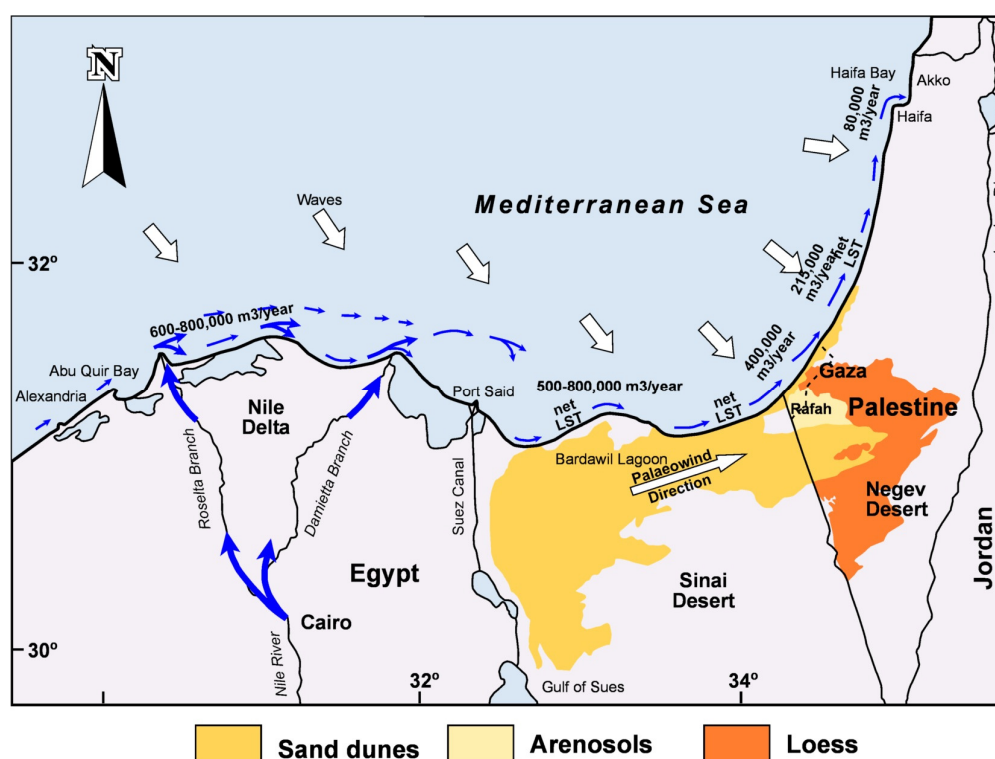 N
Haifa Bay
Akko
Haifa
80,000
m3/year
Mediterranean Sea
Waves
32º
215,000
m3/year
net
LST
600-800,000 m3/year
400,000
m3/year
Abu Quir Bay
Alexandria
Port Said
500-800,000 m3/year
net
LST
net
LST
Gaza
Rafah
Palestine
Nile
Delta
Roselta Branch
Damietta Branch
Suez Canal
Bardawil Lagoon
Palaeowind
Direction
Negev
Desert
Jordan
Egypt
Sinai
Desert
Cairo
30º
Nile River
32º
34º
Gulf of Sues
Sand dunes
Arenosols
Loess